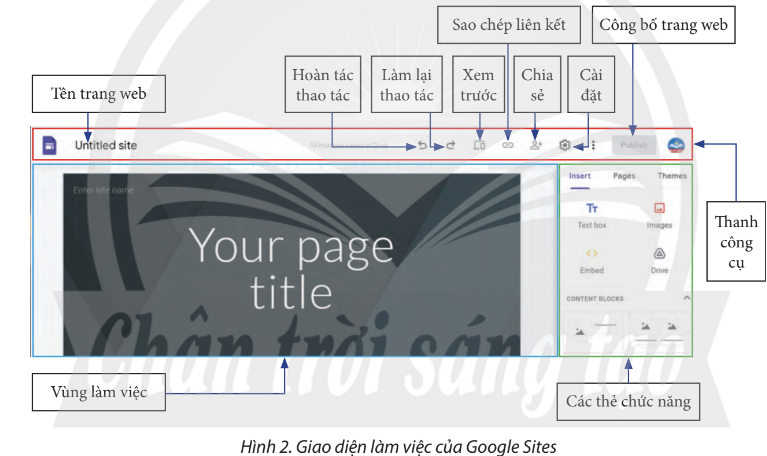 Sao chép liên kết
Công bố trang web
Tên trang web
Hoàn tác
thao tác
Làm lại
thao tác
Xem
trước
Chia
sẻ
Cài
đặt
Untitled site
Publish
Enter site name
Your page
title
Insert
Pages
Themes
Text box
Images
Embed
Drive
CONTENT BLOCKS
Thanh
công
cụ
Chân trời sáng tạo
Vùng làm việc
Các thẻ chức năng
Hình 2. Giao diện làm việc của Google Sites